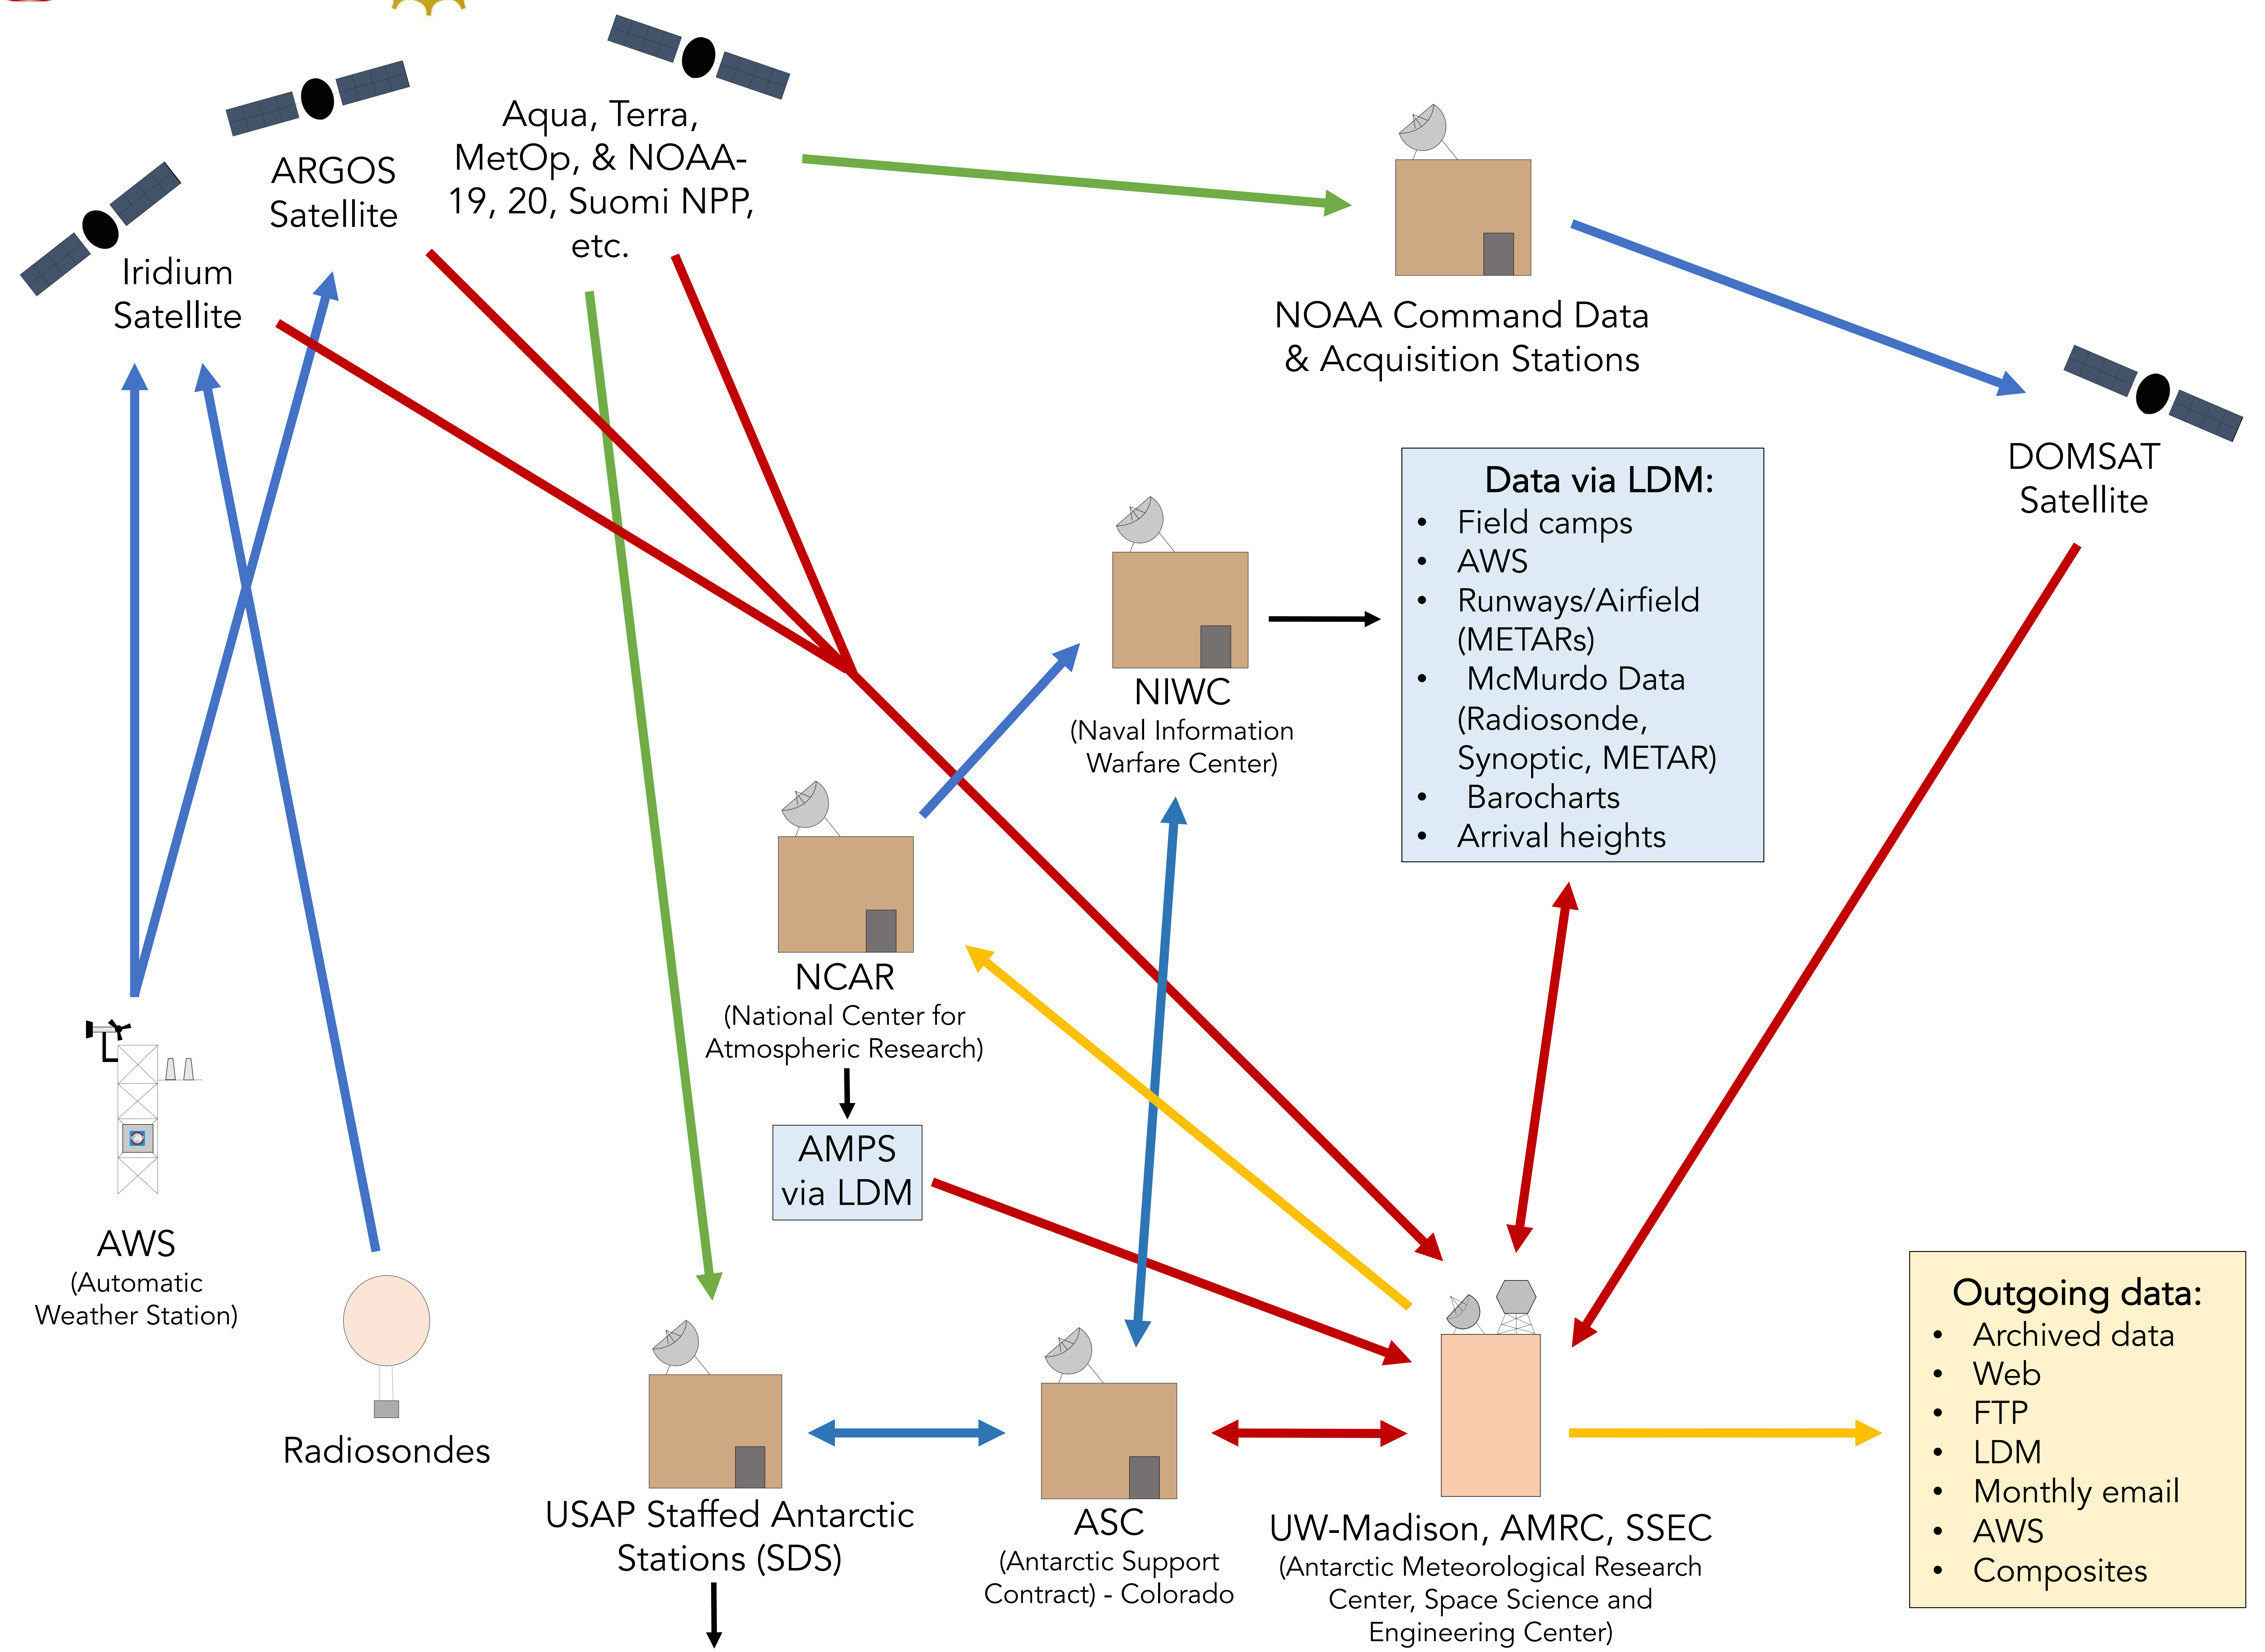 Aqua, Terra,
MetOp, & NOAA-
19, 20, Suomi NPP,
etc.
ARGOS
Satellite
Iridium
Satellite
NOAA Command Data
& Acquisition Stations
DOMSAT
Satellite
Data via LDM:
• Field camps
• AWS
• Runways/Airfield
(METARs)
• McMurdo Data
(Radiosonde,
Synoptic, METAR)
• Barocharts
• Arrival heights
NIWC
(Naval Information
Warfare Center)
NCAR
(National Center for
Atmospheric Research)
AMPS
via LDM
AWS
(Automatic
Weather Station)
Radiosondes
USAP Staffed Antarctic
Stations (SDS)
ASC
(Antarctic Support
Contract) - Colorado
UW-Madison, AMRC, SSEC
(Antarctic Meteorological Research
Center, Space Science and
Engineering Center)
Outgoing data:
• Archived data
• Web
• FTP
• LDM
• Monthly email
• AWS
• Composites